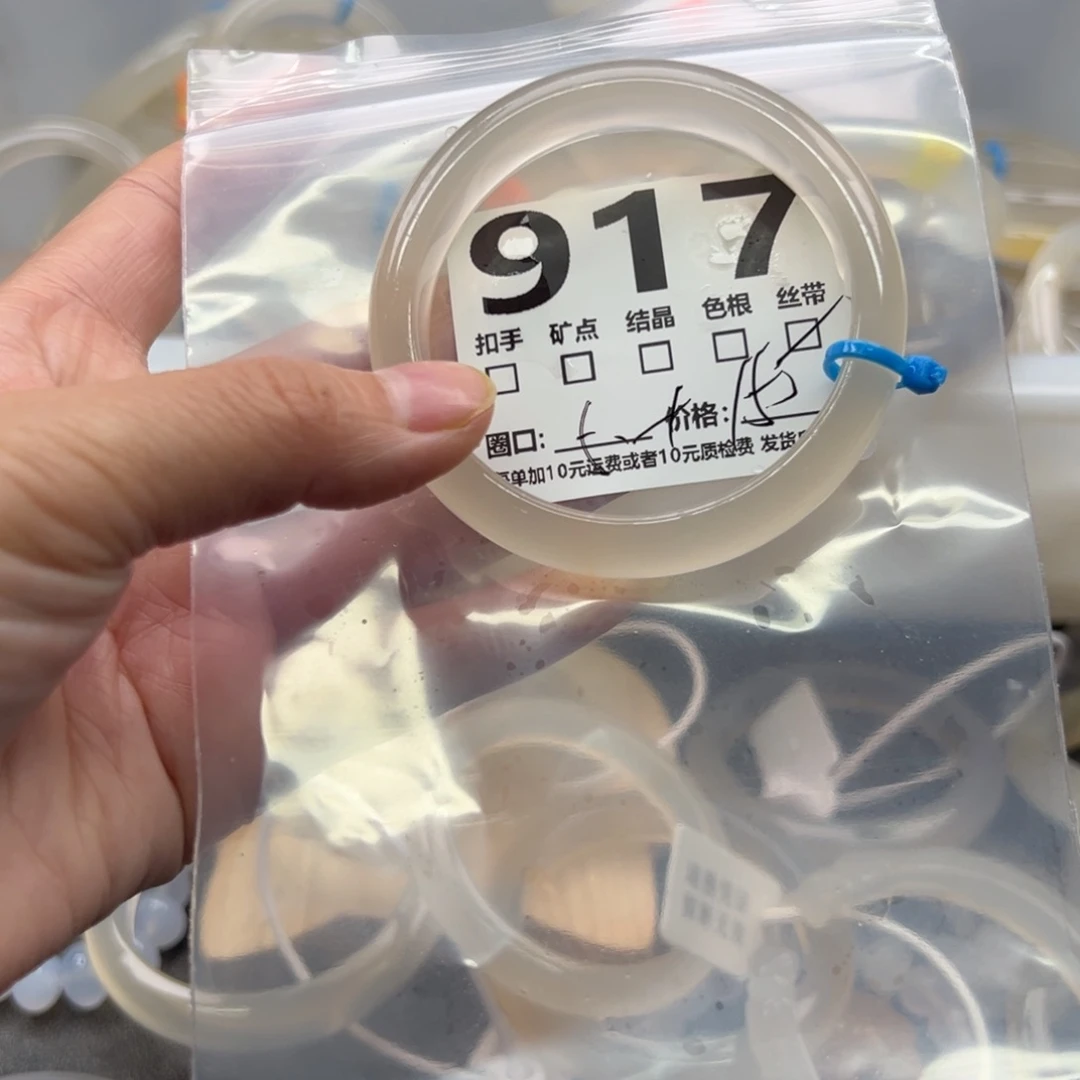 917
扣手 矿点 结晶 色根 丝带
圈口: 价格: 15
单加10元运费或者10元质检费 发货